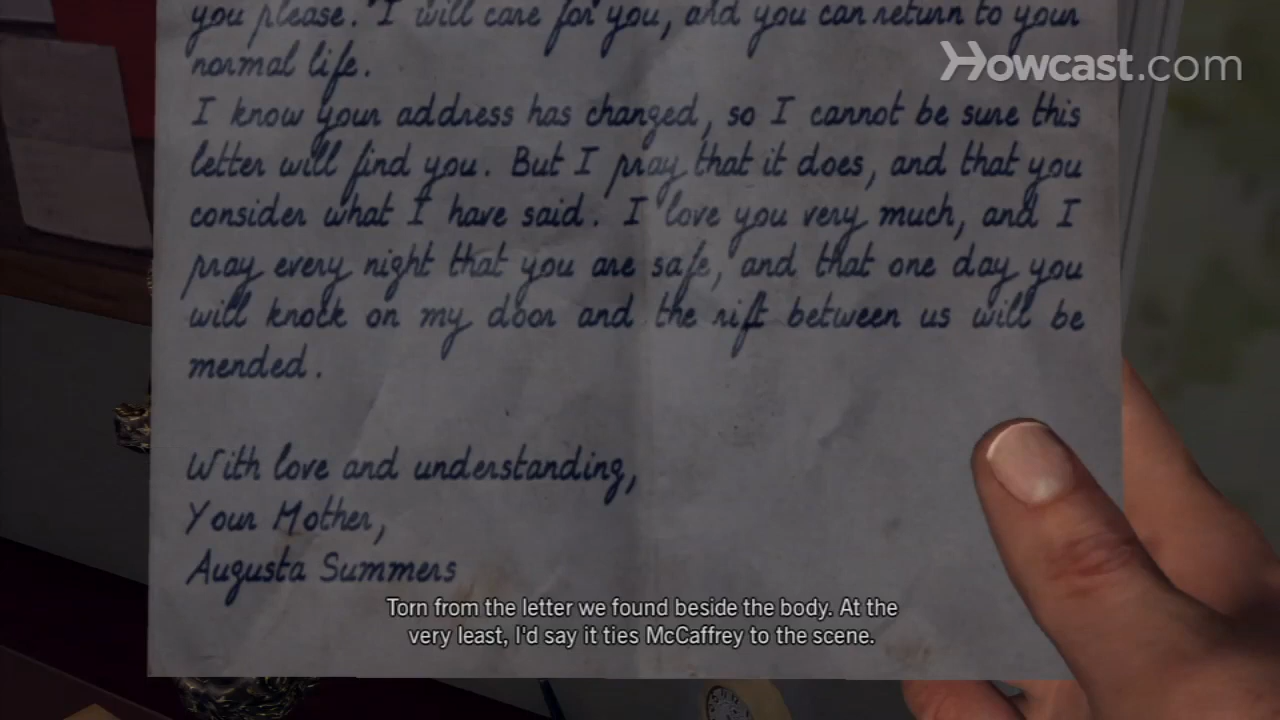 you please. I will care for you, and you can return to your
normal life.
Howcast.com
I know your address has changed, so I cannot be sure this
letter will find you. But I pray that it does, and that you
consider what I have said. I love you very much, and I
pray every night that you are safe, and that one day you
will knock on my door and the rift between us will be
mended.
With love and understanding,
Your Mother,
Augusta Summers
Torn from the letter we found beside the body. At the
very least, I'd say it ties McCaffrey to the scene.